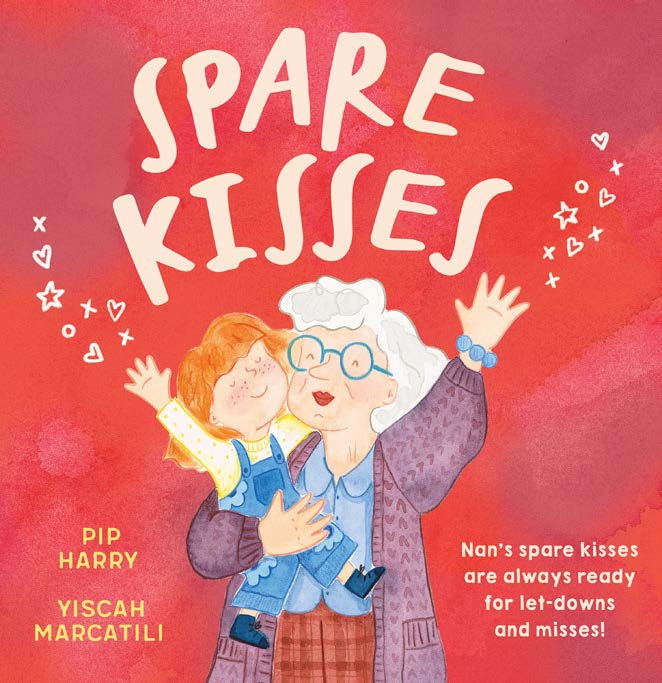 SPARE
KISSES
PIP
HARRY
YISCAH
MARCATILI
Nan's spare kisses
are always ready
for let-downs
and misses!